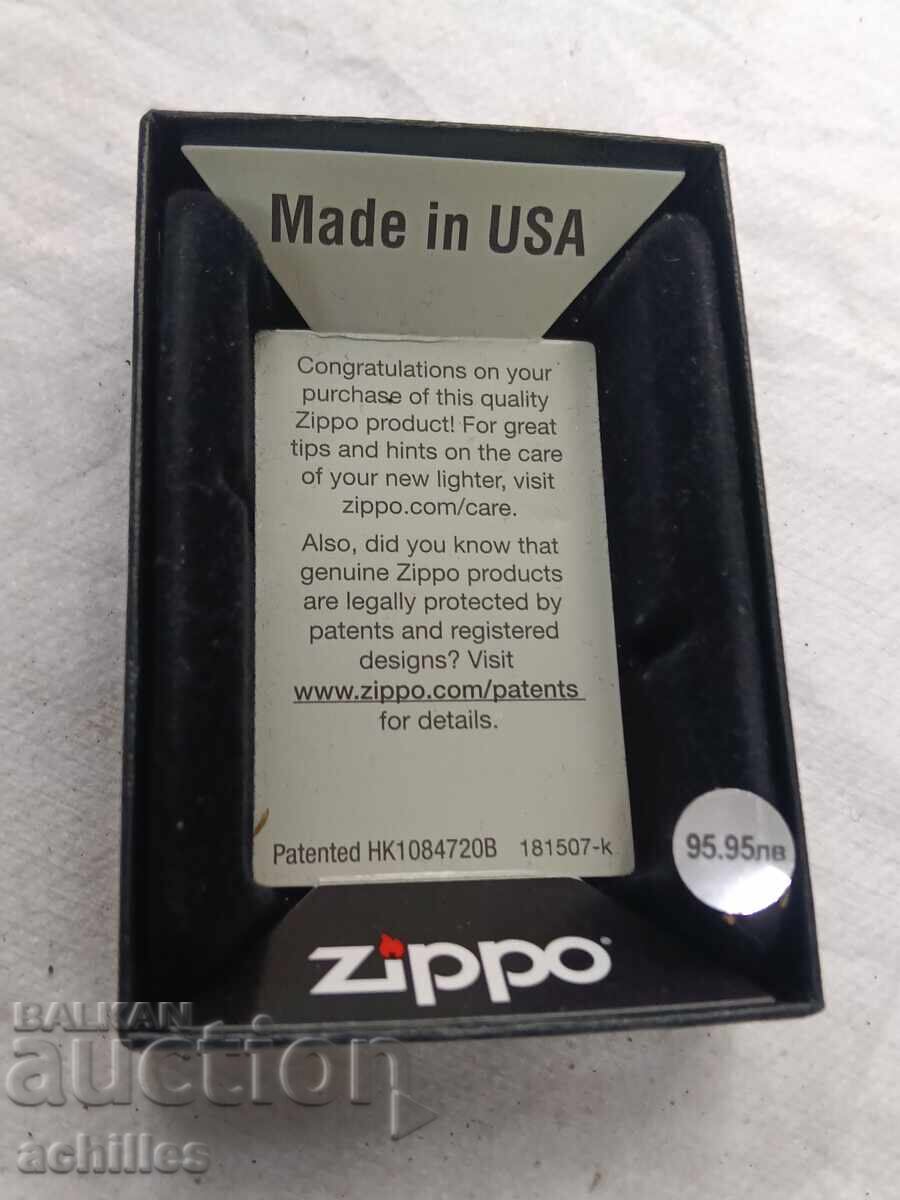 Made in USA
Congratulations on your
purchase of this quality
Zippo product! For great
tips and hints on the care
of your new lighter, visit
zippo.com/care.
Also, did you know that
genuine Zippo products
are legally protected by
patents and registered
designs? Visit
www.zippo.com/patents
for details.
Patented HK1084720B 181507-k
95.95лв
zippo
BALKAN
auction
achilles